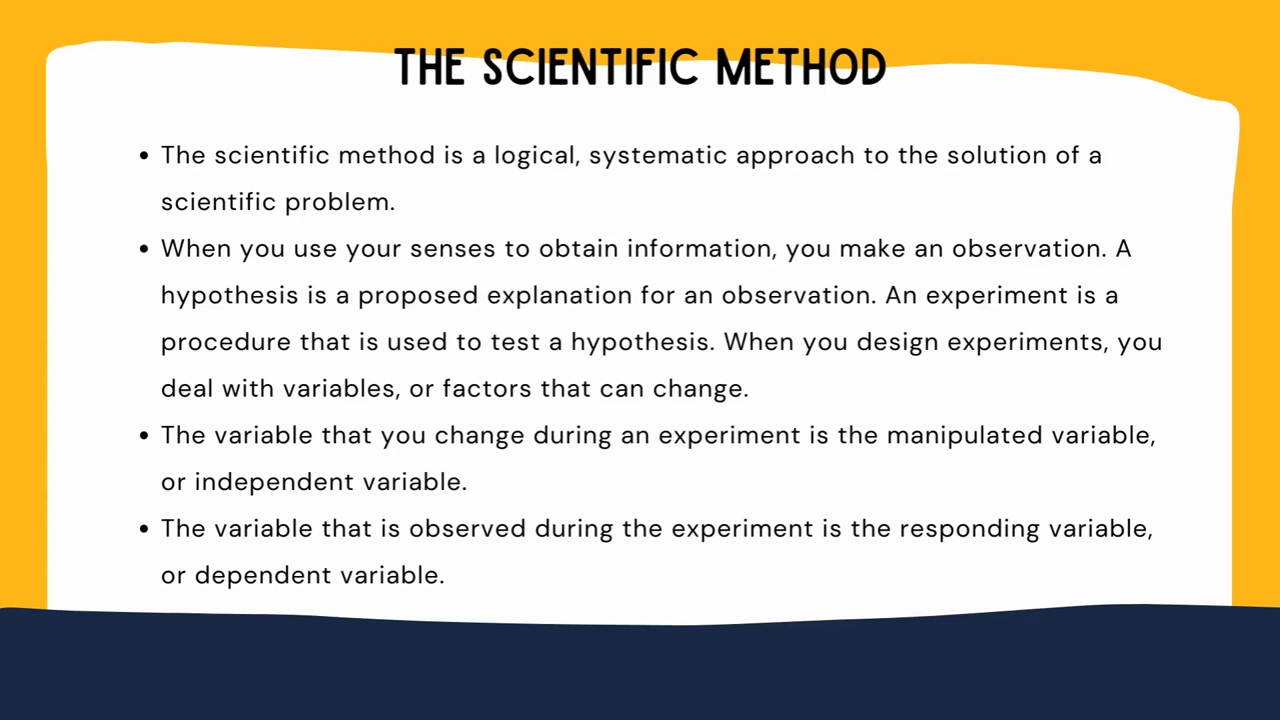 THE SCIENTIFIC METHOD
• The scientific method is a logical, systematic approach to the solution of a
scientific problem.
• When you use your senses to obtain information, you make an observation. A
hypothesis is a proposed explanation for an observation. An experiment is a
procedure that is used to test a hypothesis. When you design experiments, you
deal with variables, or factors that can change.
• The variable that you change during an experiment is the manipulated variable,
or independent variable.
• The variable that is observed during the experiment is the responding variable,
or dependent variable.